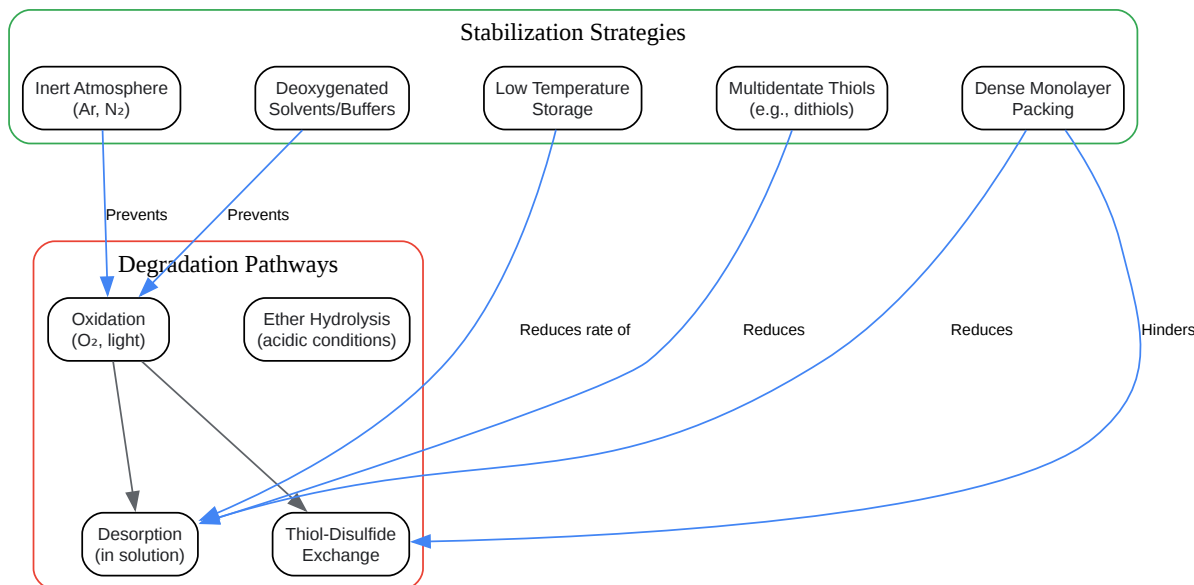 Stabilization Strategies
Inert Atmosphere
(Ar, N₂)
Deoxygenated
Solvents/Buffers
Low Temperature
Storage
Multidentate Thiols
(e.g., dithiols)
Dense Monolayer
Packing
Prevents
Prevents
Degradation Pathways
Oxidation
(O₂, light)
Ether Hydrolysis
(acidic conditions)
Reduces rate of
Reduces
Reduces
Hinders
Desorption
(in solution)
Thiol-Disulfide
Exchange